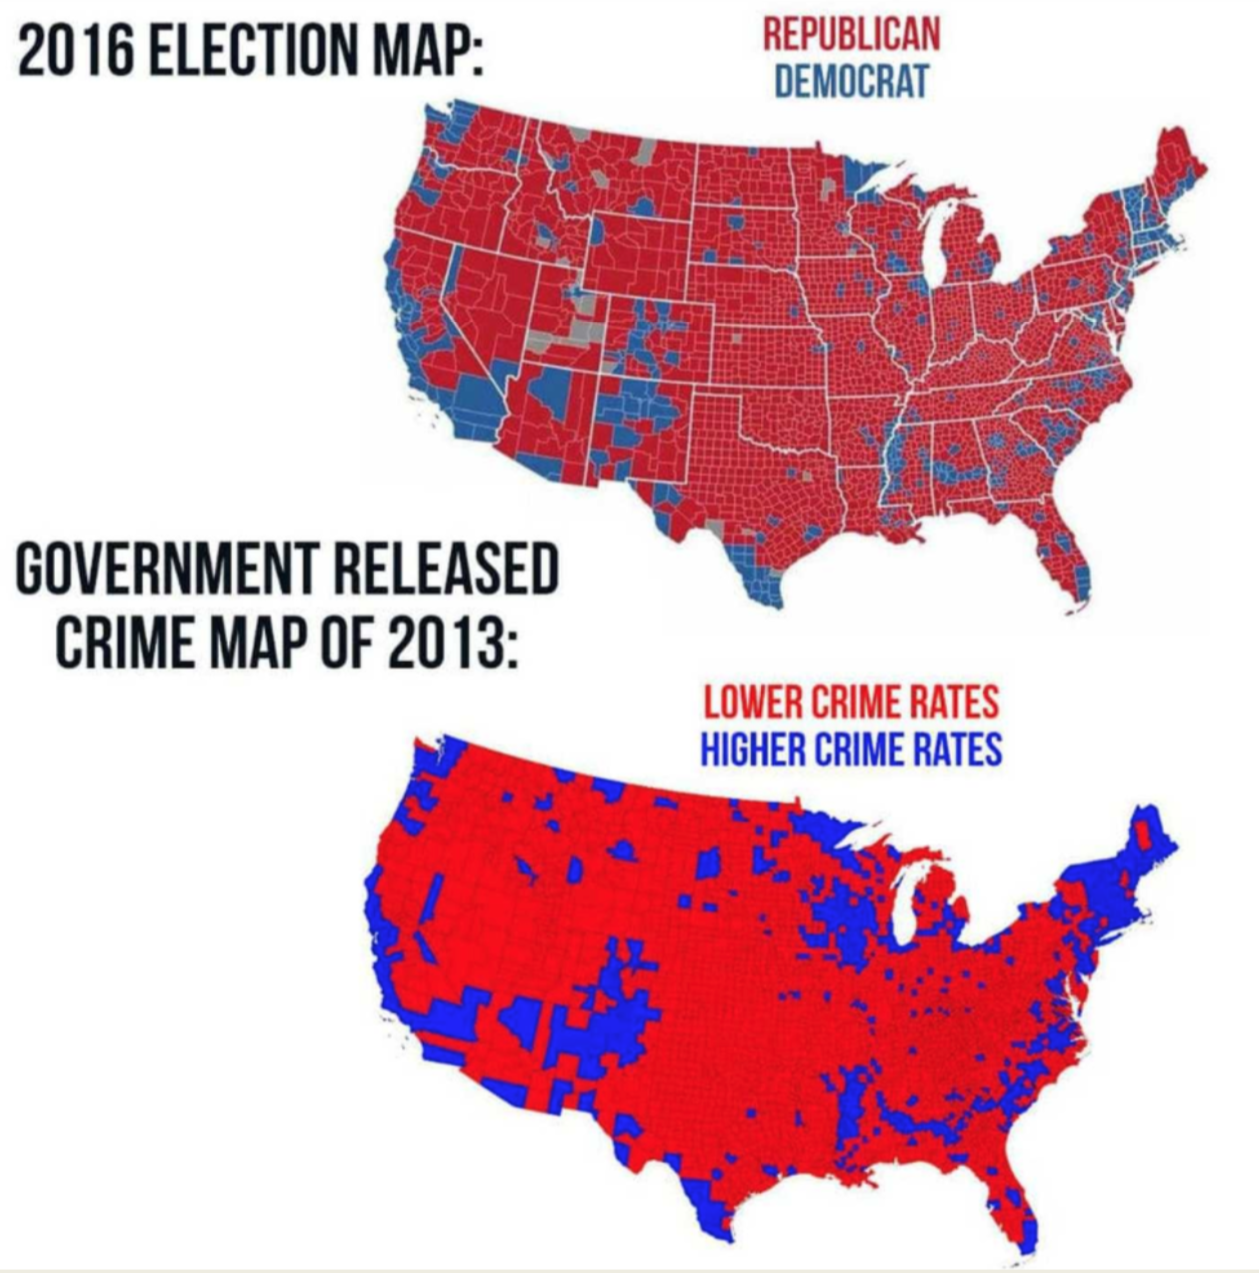 2016 ELECTION MAP:
REPUBLICAN
DEMOCRAT
GOVERNMENT RELEASED
CRIME MAP OF 2013:
LOWER CRIME RATES
HIGHER CRIME RATES